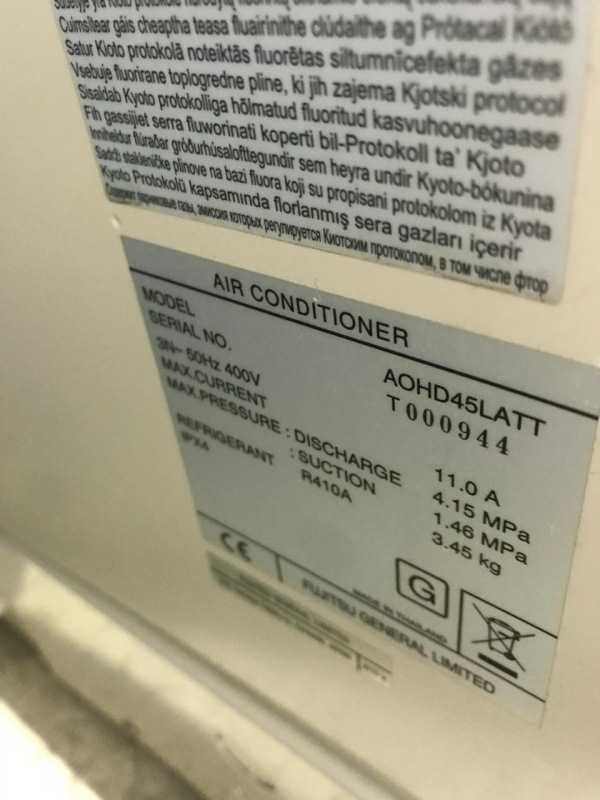 Cuimsítear gáis cheaptha teasa fluairinithe clúdaithe ag Prótacal Kiótó
Satur Kioto protokolā noteiktās fluorētas siltumnīcefekta gāzes
Vsebuje fluorirane toplogredne pline, ki jih zajema Kjotski protocol
Sisaldab Kyoto protokolliga hõlmatud fluoritud kasvuhoonegaase
Fih gassijiet serra fluworinati koperti bil-Protokoll ta' Kjoto
Inniheldur flúraðar gróðurhúsalofttegundir sem heyra undir Kyoto-bókunina
Sadrži stakleničke plinove na bazi fluora koji su propisani protokolom iz Kyota
Kyoto Protokolü kapsamında florlanmış sera gazları içerir
Содержит парниковые газы, эмиссия которых регулируется Киотским протоколом, в том числе фтор
AIR CONDITIONER
MODEL AOHD45LATT
SERIAL NO. T000944
3N~ 50Hz 400V
MAX.CURRENT 11.0 A
MAX.PRESSURE : DISCHARGE 4.15 MPa
: SUCTION 1.46 MPa
REFRIGERANT R410A 3.45 kg
IPX4
CE G
MADE IN THAILAND
FUJITSU GENERAL LIMITED